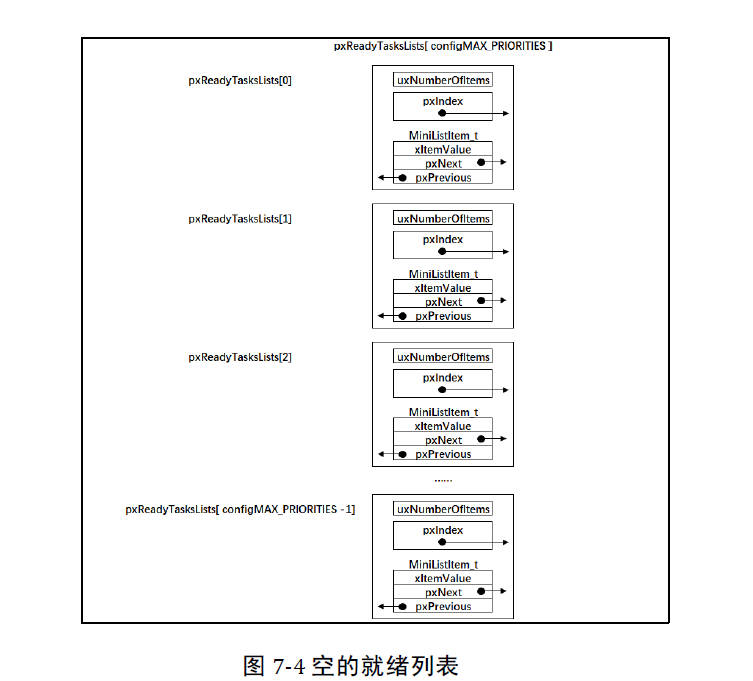 pxReadyTasksLists[ configMAX_PRIORITIES ]
pxReadyTasksLists[0]
uxNumberOfItems
pxIndex
MiniListItem_t
xItemValue
pxNext
pxPrevious
pxReadyTasksLists[1]
uxNumberOfItems
pxIndex
MiniListItem_t
xItemValue
pxNext
pxPrevious
pxReadyTasksLists[2]
uxNumberOfItems
pxIndex
MiniListItem_t
xItemValue
pxNext
pxPrevious
……
pxReadyTasksLists[ configMAX_PRIORITIES -1]
uxNumberOfItems
pxIndex
MiniListItem_t
xItemValue
pxNext
pxPrevious
图 7-4 空的就绪列表